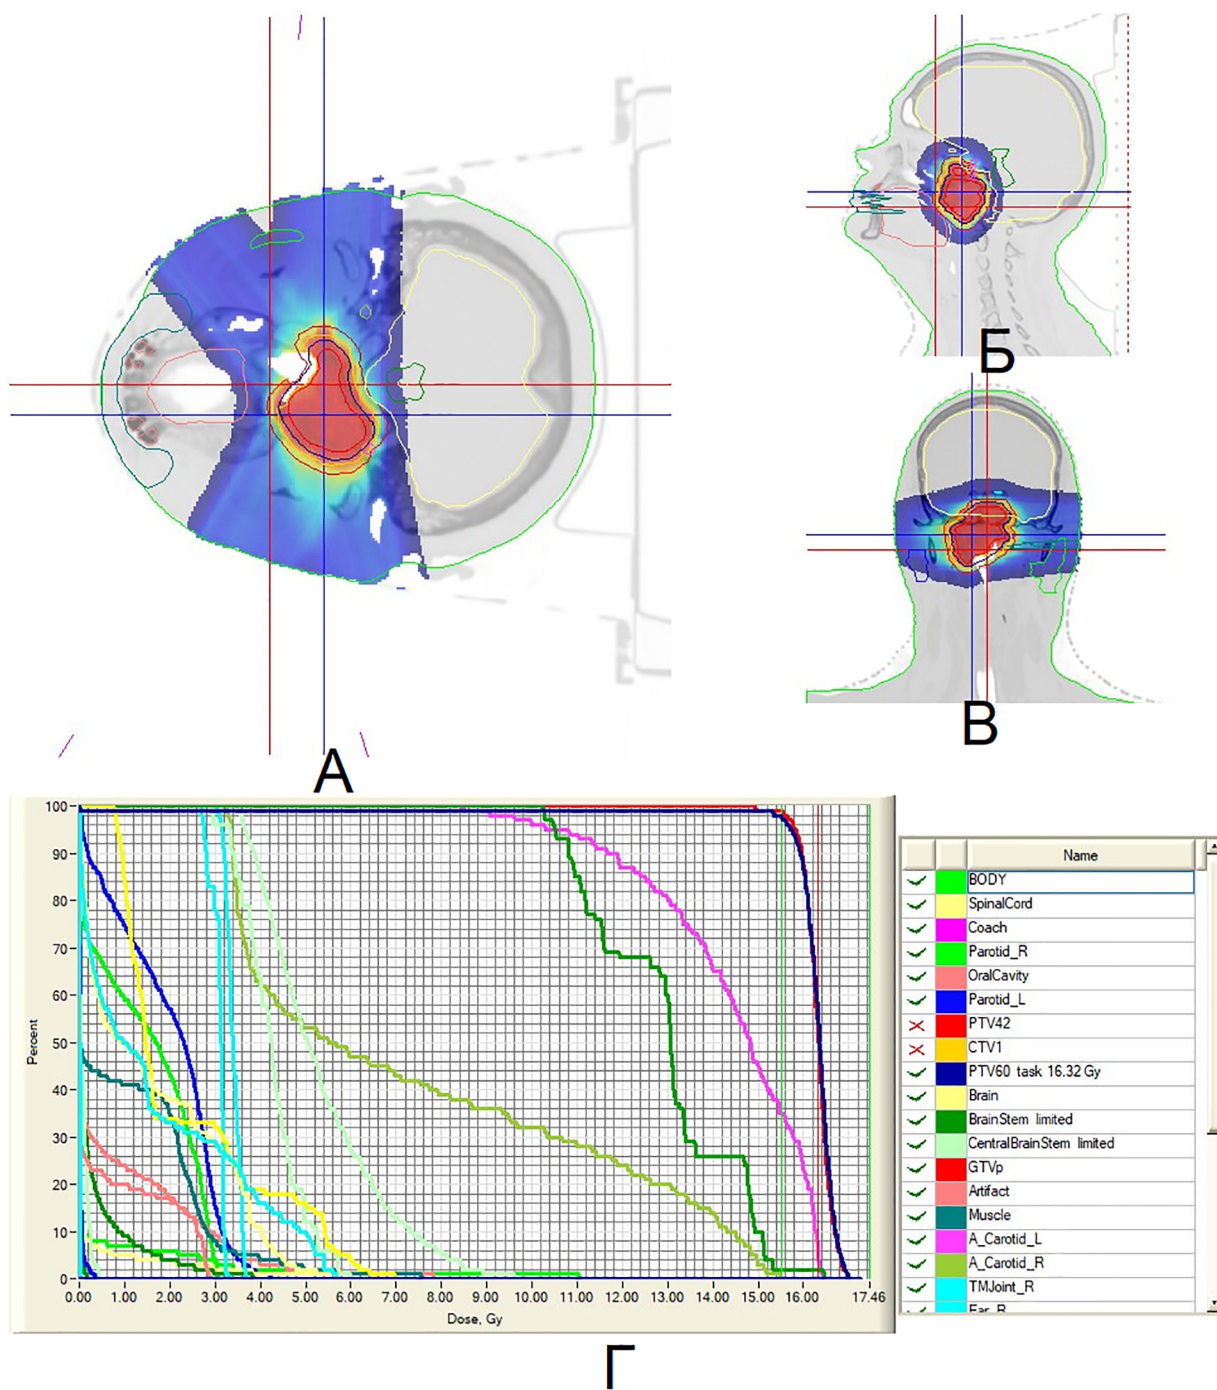 А
Б
В
100
90
80
70
60
50
40
30
20
10
0
Percent
0.00 1.00 2.00 3.00 4.00 5.00 6.00 7.00 8.00 9.00 10.00 11.00 12.00 13.00 14.00 15.00 16.00 17.46
Dose, Gy
Name
BODY
SpinalCord
Coach
Parotid_R
OralCavity
Parotid_L
PTV42
CTV1
PTV60 task 16.32 Gy
Brain
BrainStem limited
CentralBrainStem limited
GTVp
Artifact
Muscle
A_Carotid_L
A_Carotid_R
TMJoint_R
Ear_R
Г